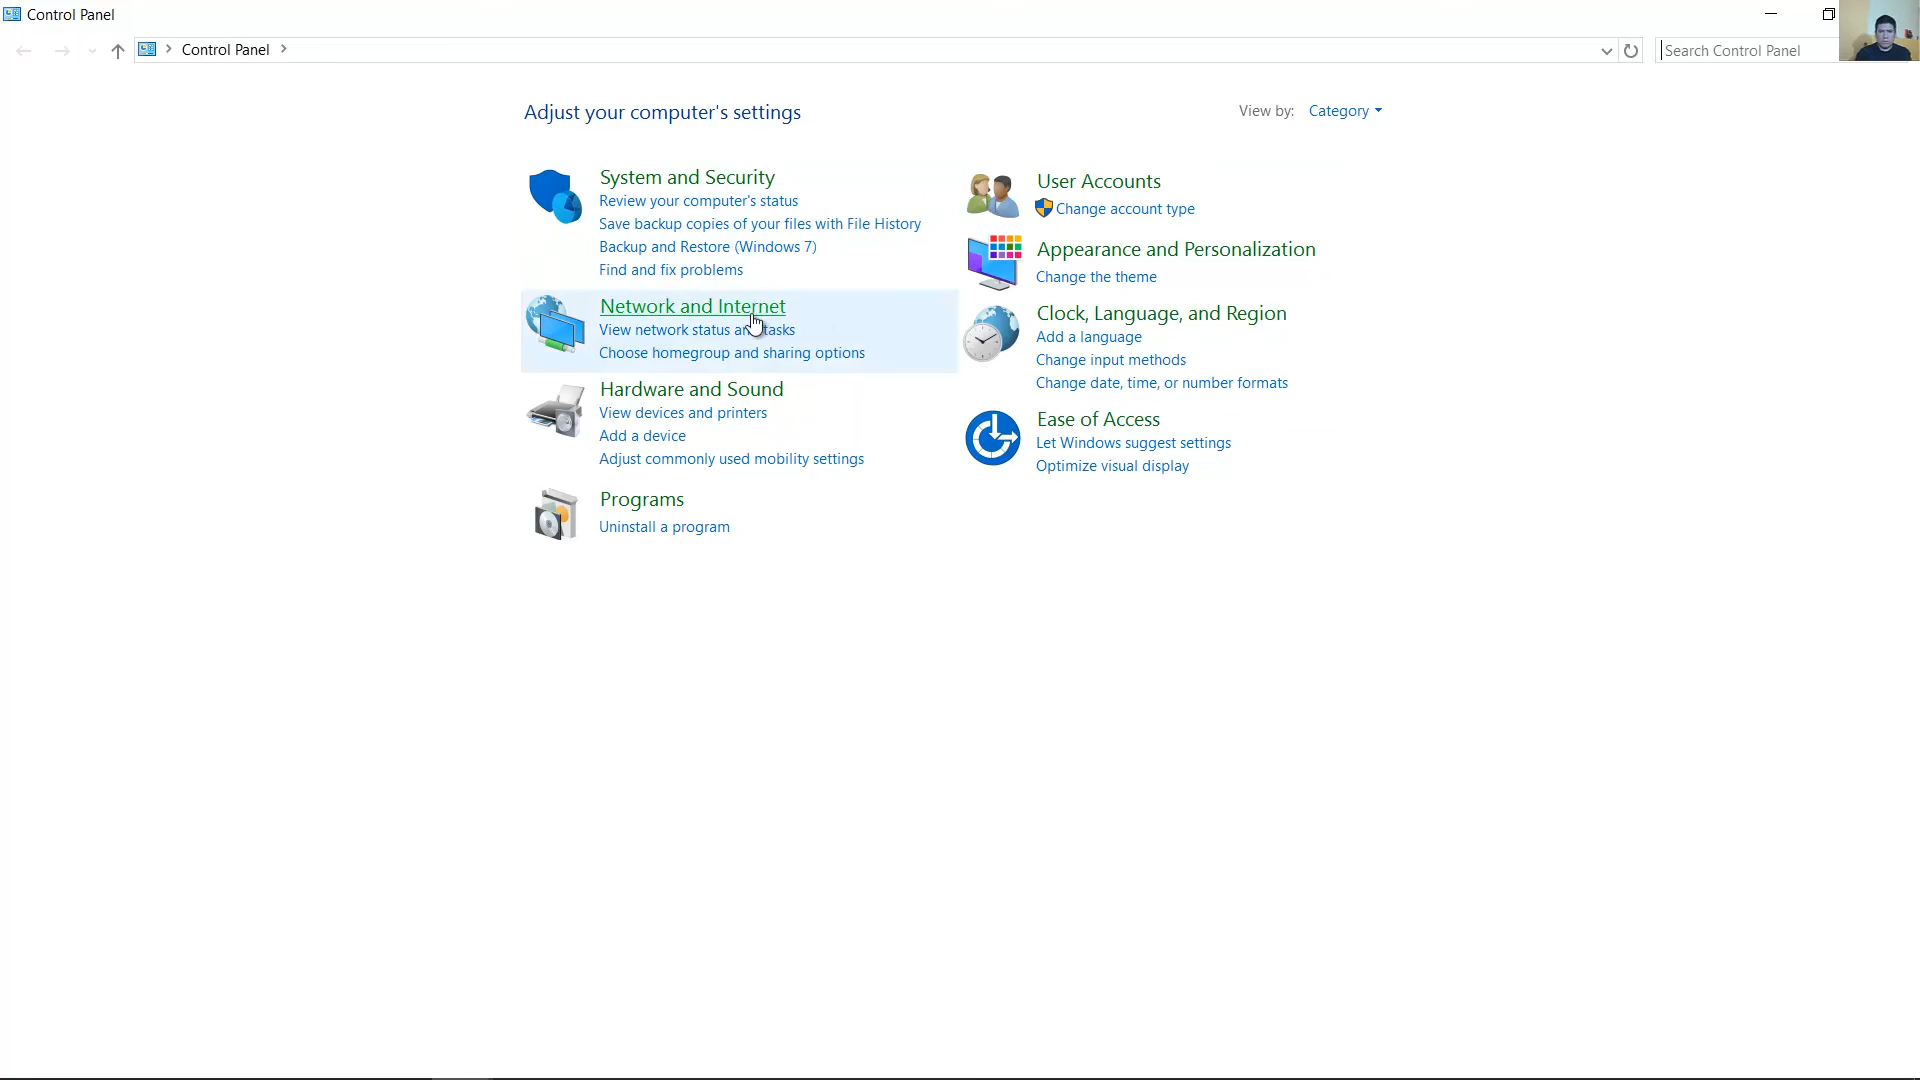 Control Panel
Control Panel
Search Control Panel
Adjust your computer's settings
View by: Category
System and Security
Review your computer's status
Save backup copies of your files with File History
Backup and Restore (Windows 7)
Find and fix problems
Network and Internet
View network status and tasks
Choose homegroup and sharing options
Hardware and Sound
View devices and printers
Add a device
Adjust commonly used mobility settings
Programs
Uninstall a program
User Accounts
Change account type
Appearance and Personalization
Change the theme
Clock, Language, and Region
Add a language
Change input methods
Change date, time, or number formats
Ease of Access
Let Windows suggest settings
Optimize visual display